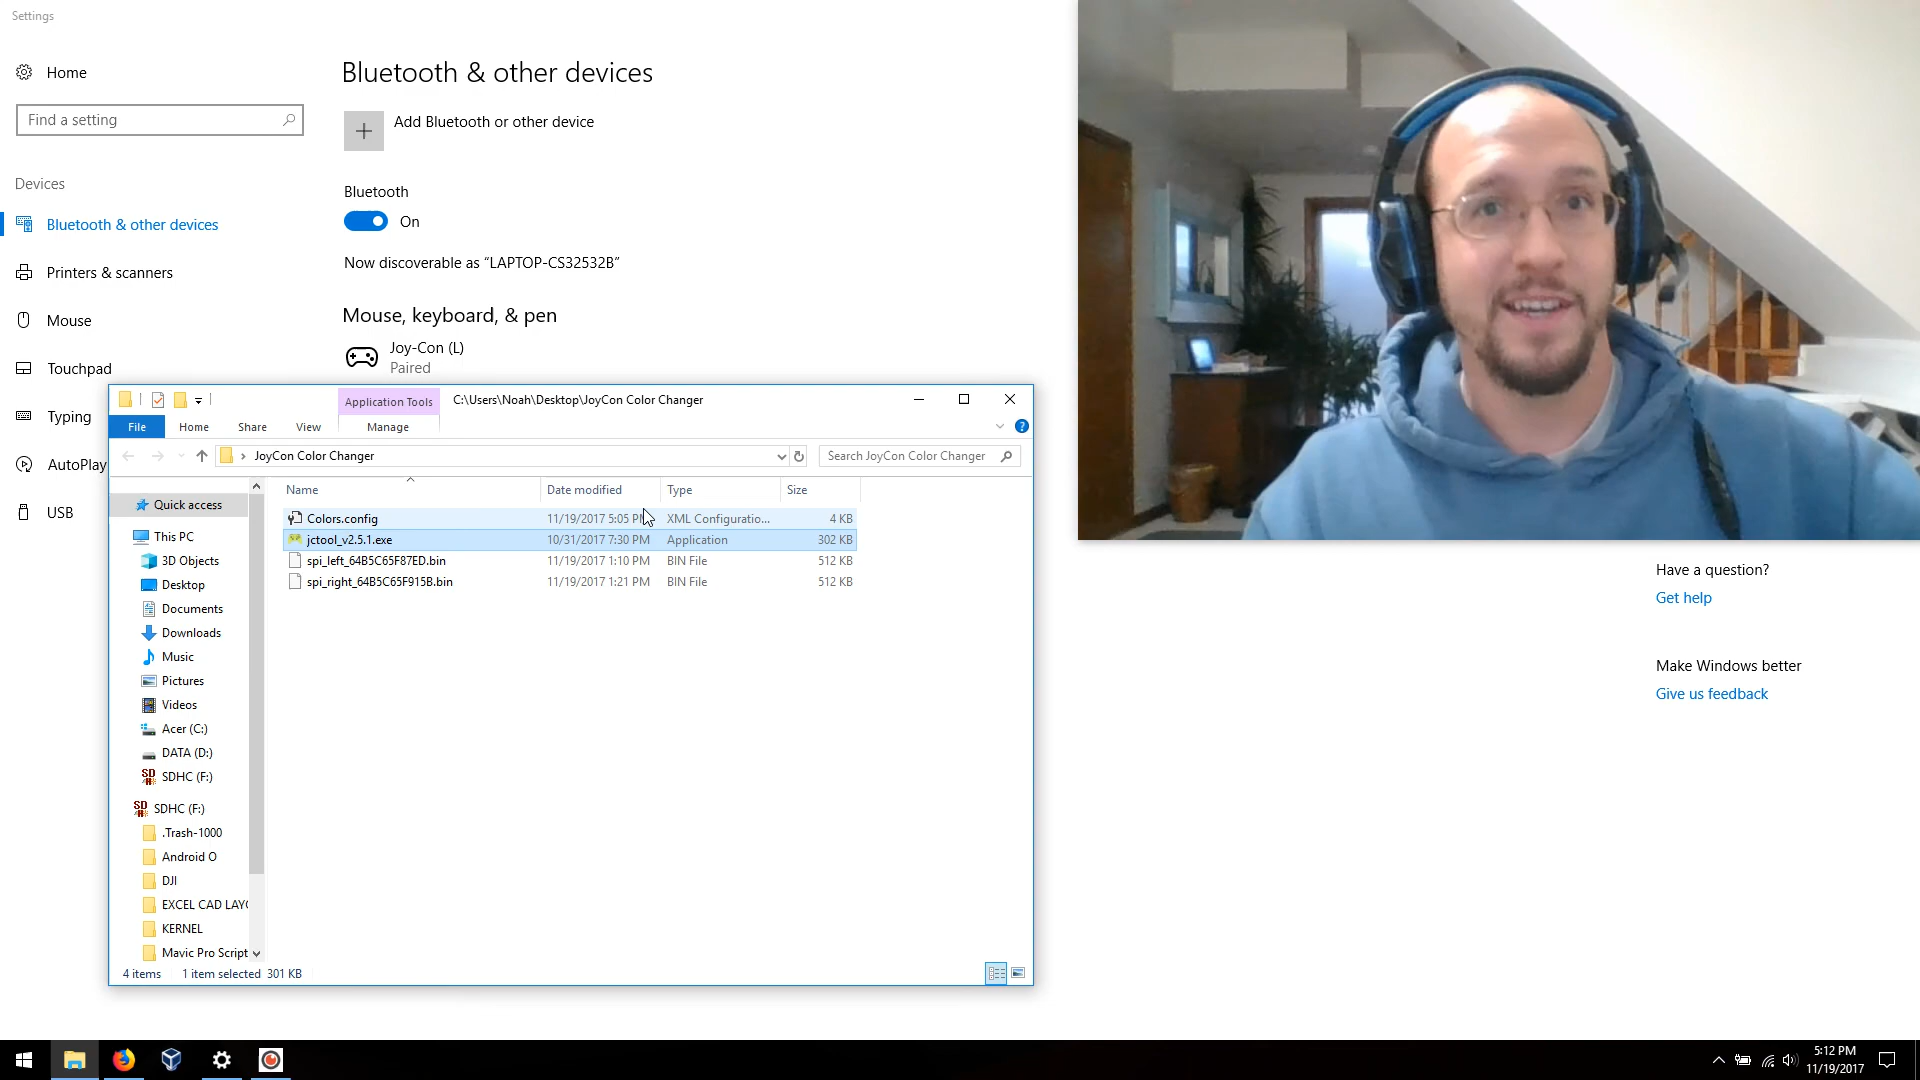 Settings
Home
Find a setting
Devices
Bluetooth & other devices
Printers & scanners
Mouse
Touchpad
Typing
AutoPlay
USB
Bluetooth & other devices
Add Bluetooth or other device
Bluetooth
On
Now discoverable as “LAPTOP-CS32532B”
Mouse, keyboard, & pen
Joy-Con (L)
Paired
Application Tools C:\Users\Noah\Desktop\JoyCon Color Changer
File Home Share View Manage
JoyCon Color Changer Search JoyCon Color Changer
Name Date modified Type Size
Colors.config 11/19/2017 5:05 PM XML Configuratio... 4 KB
jctool_v2.5.1.exe 10/31/2017 7:30 PM Application 302 KB
spi_left_64B5C65F87ED.bin 11/19/2017 1:10 PM BIN File 512 KB
spi_right_64B5C65F915B.bin 11/19/2017 1:21 PM BIN File 512 KB
Quick access
This PC
3D Objects
Desktop
Documents
Downloads
Music
Pictures
Videos
Acer (C:)
DATA (D:)
SDHC (F:)
SDHC (F:)
.Trash-1000
Android O
DJI
EXCEL CAD LAY
KERNEL
Mavic Pro Script
4 items 1 item selected 301 KB
Have a question?
Get help
Make Windows better
Give us feedback
5:12 PM
11/19/2017